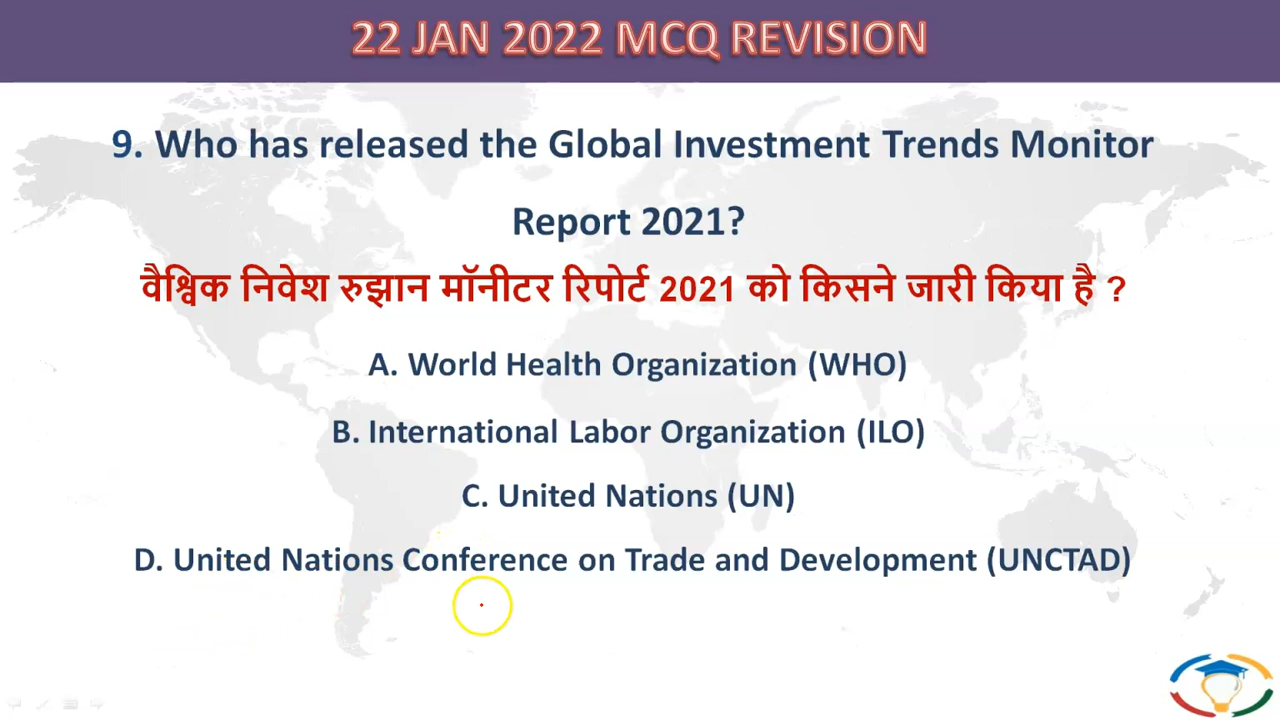 22 JAN 2022 MCQ REVISION
9. Who has released the Global Investment Trends Monitor
Report 2021?
वैश्विक निवेश रुझान मॉनीटर रिपोर्ट 2021 को किसने जारी किया है ?
A. World Health Organization (WHO)
B. International Labor Organization (ILO)
C. United Nations (UN)
D. United Nations Conference on Trade and Development (UNCTAD)